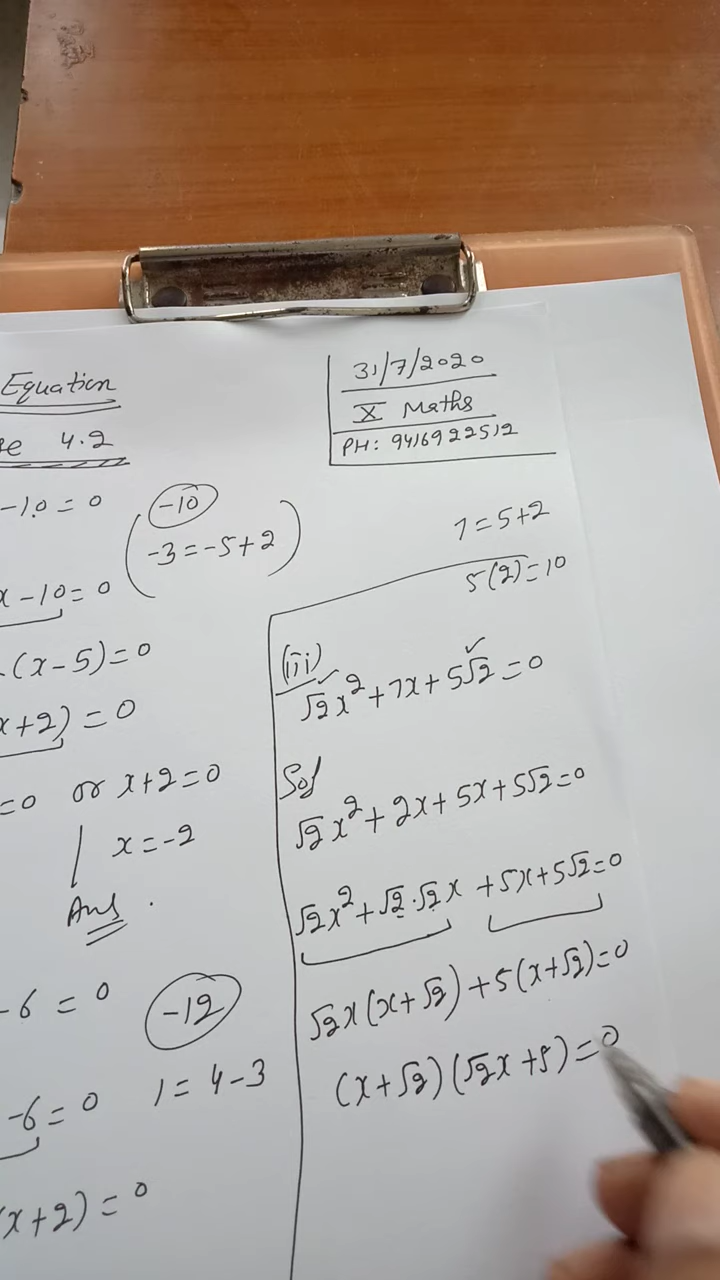 Equation
4.2
31/7/2020
X Maths
PH: 9416922512
-10=0
-10
-3=-5+2
x-10=0
(x-5)=0
x+2)=0
=0 or x+2=0
x=-2
Ans.
-6=0
-12
-6=0 1=4-3
(x+2)=0
7=5+2
5(2)=10
(iii)
√2x²+7x+5√2=0
Sol
√2x²+2x+5x+5√2=0
√2x²+√2·√2x+5x+5√2=0
√2x(x+√2)+5(x+√2)=0
(x+√2)(√2x+5)=0